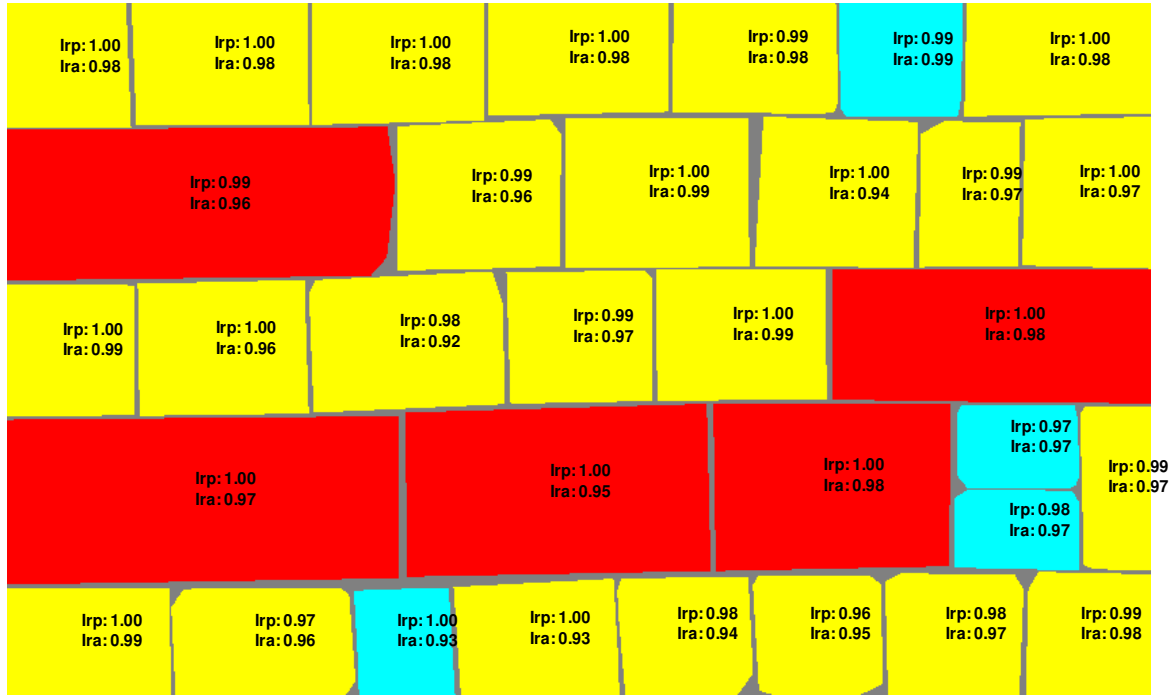 Irp: 1.00
Ira: 0.98
Irp: 1.00
Ira: 0.98
Irp: 1.00
Ira: 0.98
Irp: 1.00
Ira: 0.98
Irp: 0.99
Ira: 0.98
Irp: 0.99
Ira: 0.99
Irp: 1.00
Ira: 0.98
Irp: 0.99
Ira: 0.96
Irp: 0.99
Ira: 0.96
Irp: 1.00
Ira: 0.99
Irp: 1.00
Ira: 0.94
Irp: 0.99
Ira: 0.97
Irp: 1.00
Ira: 0.97
Irp: 1.00
Ira: 0.99
Irp: 1.00
Ira: 0.96
Irp: 0.98
Ira: 0.92
Irp: 0.99
Ira: 0.97
Irp: 1.00
Ira: 0.99
Irp: 1.00
Ira: 0.98
Irp: 1.00
Ira: 0.97
Irp: 1.00
Ira: 0.95
Irp: 1.00
Ira: 0.98
Irp: 0.97
Ira: 0.97
Irp: 0.98
Ira: 0.97
Irp: 0.99
Ira: 0.97
Irp: 1.00
Ira: 0.99
Irp: 0.97
Ira: 0.96
Irp: 1.00
Ira: 0.93
Irp: 1.00
Ira: 0.93
Irp: 0.98
Ira: 0.94
Irp: 0.96
Ira: 0.95
Irp: 0.98
Ira: 0.97
Irp: 0.99
Ira: 0.98